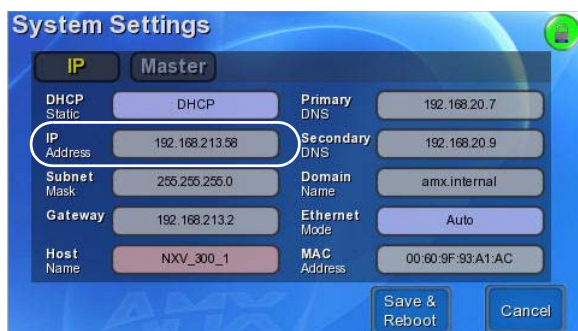 System Settings
IP Master
DHCP Static DHCP
IP Address 192.168.213.58
Subnet Mask 255.255.255.0
Gateway 192.168.213.2
Host Name NXV_300_1
Primary DNS 192.168.20.7
Secondary DNS 192.168.20.9
Domain Name amx.internal
Ethernet Mode Auto
MAC Address 00:60:9F:93:A1:AC
Save & Reboot
Cancel
AMX